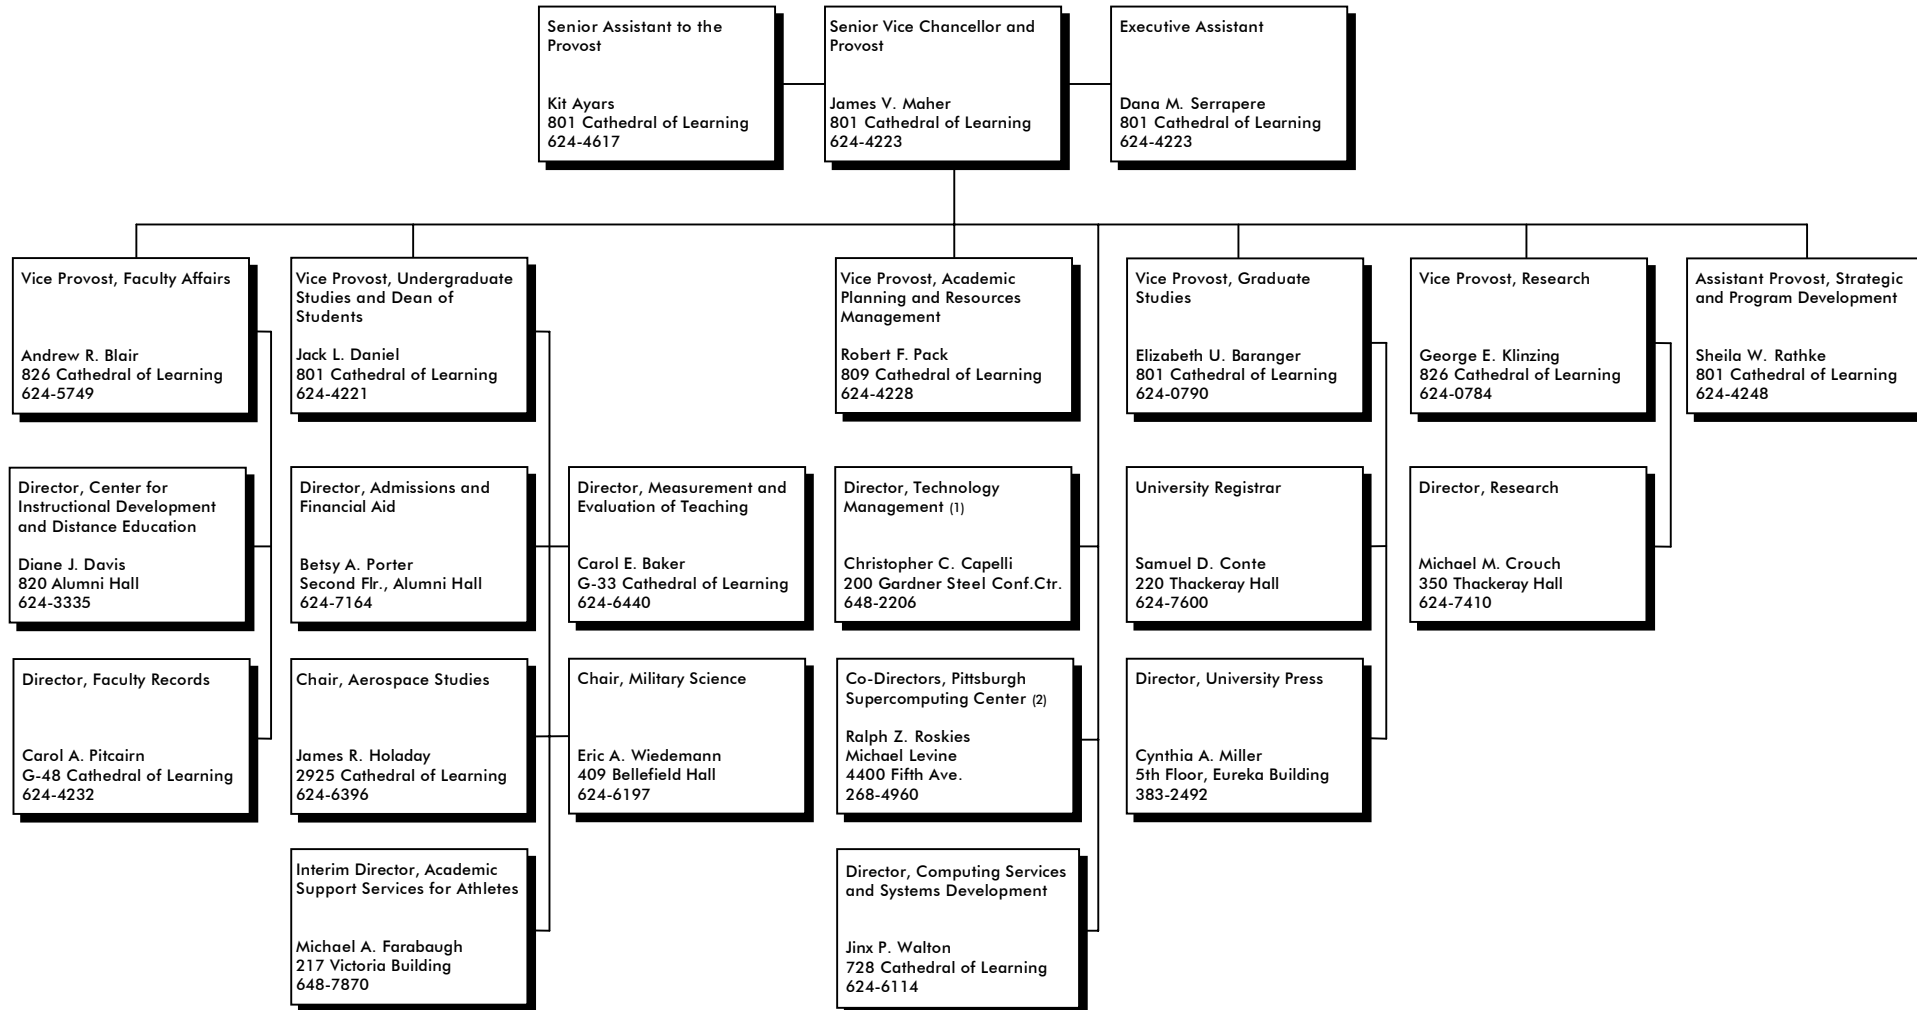 Senior Assistant to the
Provost
Kit Ayars
801 Cathedral of Learning
624-4617
Senior Vice Chancellor and
Provost
James V. Maher
801 Cathedral of Learning
624-4223
Executive Assistant
Dana M. Serrapere
801 Cathedral of Learning
624-4223
Vice Provost, Faculty Affairs
Andrew R. Blair
826 Cathedral of Learning
624-5749
Vice Provost, Undergraduate
Studies and Dean of
Students
Jack L. Daniel
801 Cathedral of Learning
624-4221
Vice Provost, Academic
Planning and Resources
Management
Robert F. Pack
809 Cathedral of Learning
624-4228
Vice Provost, Graduate
Studies
Elizabeth U. Baranger
801 Cathedral of Learning
624-0790
Vice Provost, Research
George E. Klinzing
826 Cathedral of Learning
624-0784
Assistant Provost, Strategic
and Program Development
Sheila W. Rathke
801 Cathedral of Learning
624-4248
Director, Center for
Instructional Development
and Distance Education
Diane J. Davis
820 Alumni Hall
624-3335
Director, Admissions and
Financial Aid
Betsy A. Porter
Second Flr., Alumni Hall
624-7164
Director, Measurement and
Evaluation of Teaching
Carol E. Baker
G-33 Cathedral of Learning
624-6440
Director, Technology
Management (1)
Christopher C. Capelli
200 Gardner Steel Conf.Ctr.
648-2206
University Registrar
Samuel D. Conte
220 Thackeray Hall
624-7600
Director, Research
Michael M. Crouch
350 Thackeray Hall
624-7410
Director, Faculty Records
Carol A. Pitcairn
G-48 Cathedral of Learning
624-4232
Chair, Aerospace Studies
James R. Holaday
2925 Cathedral of Learning
624-6396
Chair, Military Science
Eric A. Wiedemann
409 Bellefield Hall
624-6197
Co-Directors, Pittsburgh
Supercomputing Center (2)
Ralph Z. Roskies
Michael Levine
4400 Fifth Ave.
268-4960
Director, University Press
Cynthia A. Miller
5th Floor, Eureka Building
383-2492
Interim Director, Academic
Support Services for Athletes
Michael A. Farabaugh
217 Victoria Building
648-7870
Director, Computing Services
and Systems Development
Jinx P. Walton
728 Cathedral of Learning
624-6114